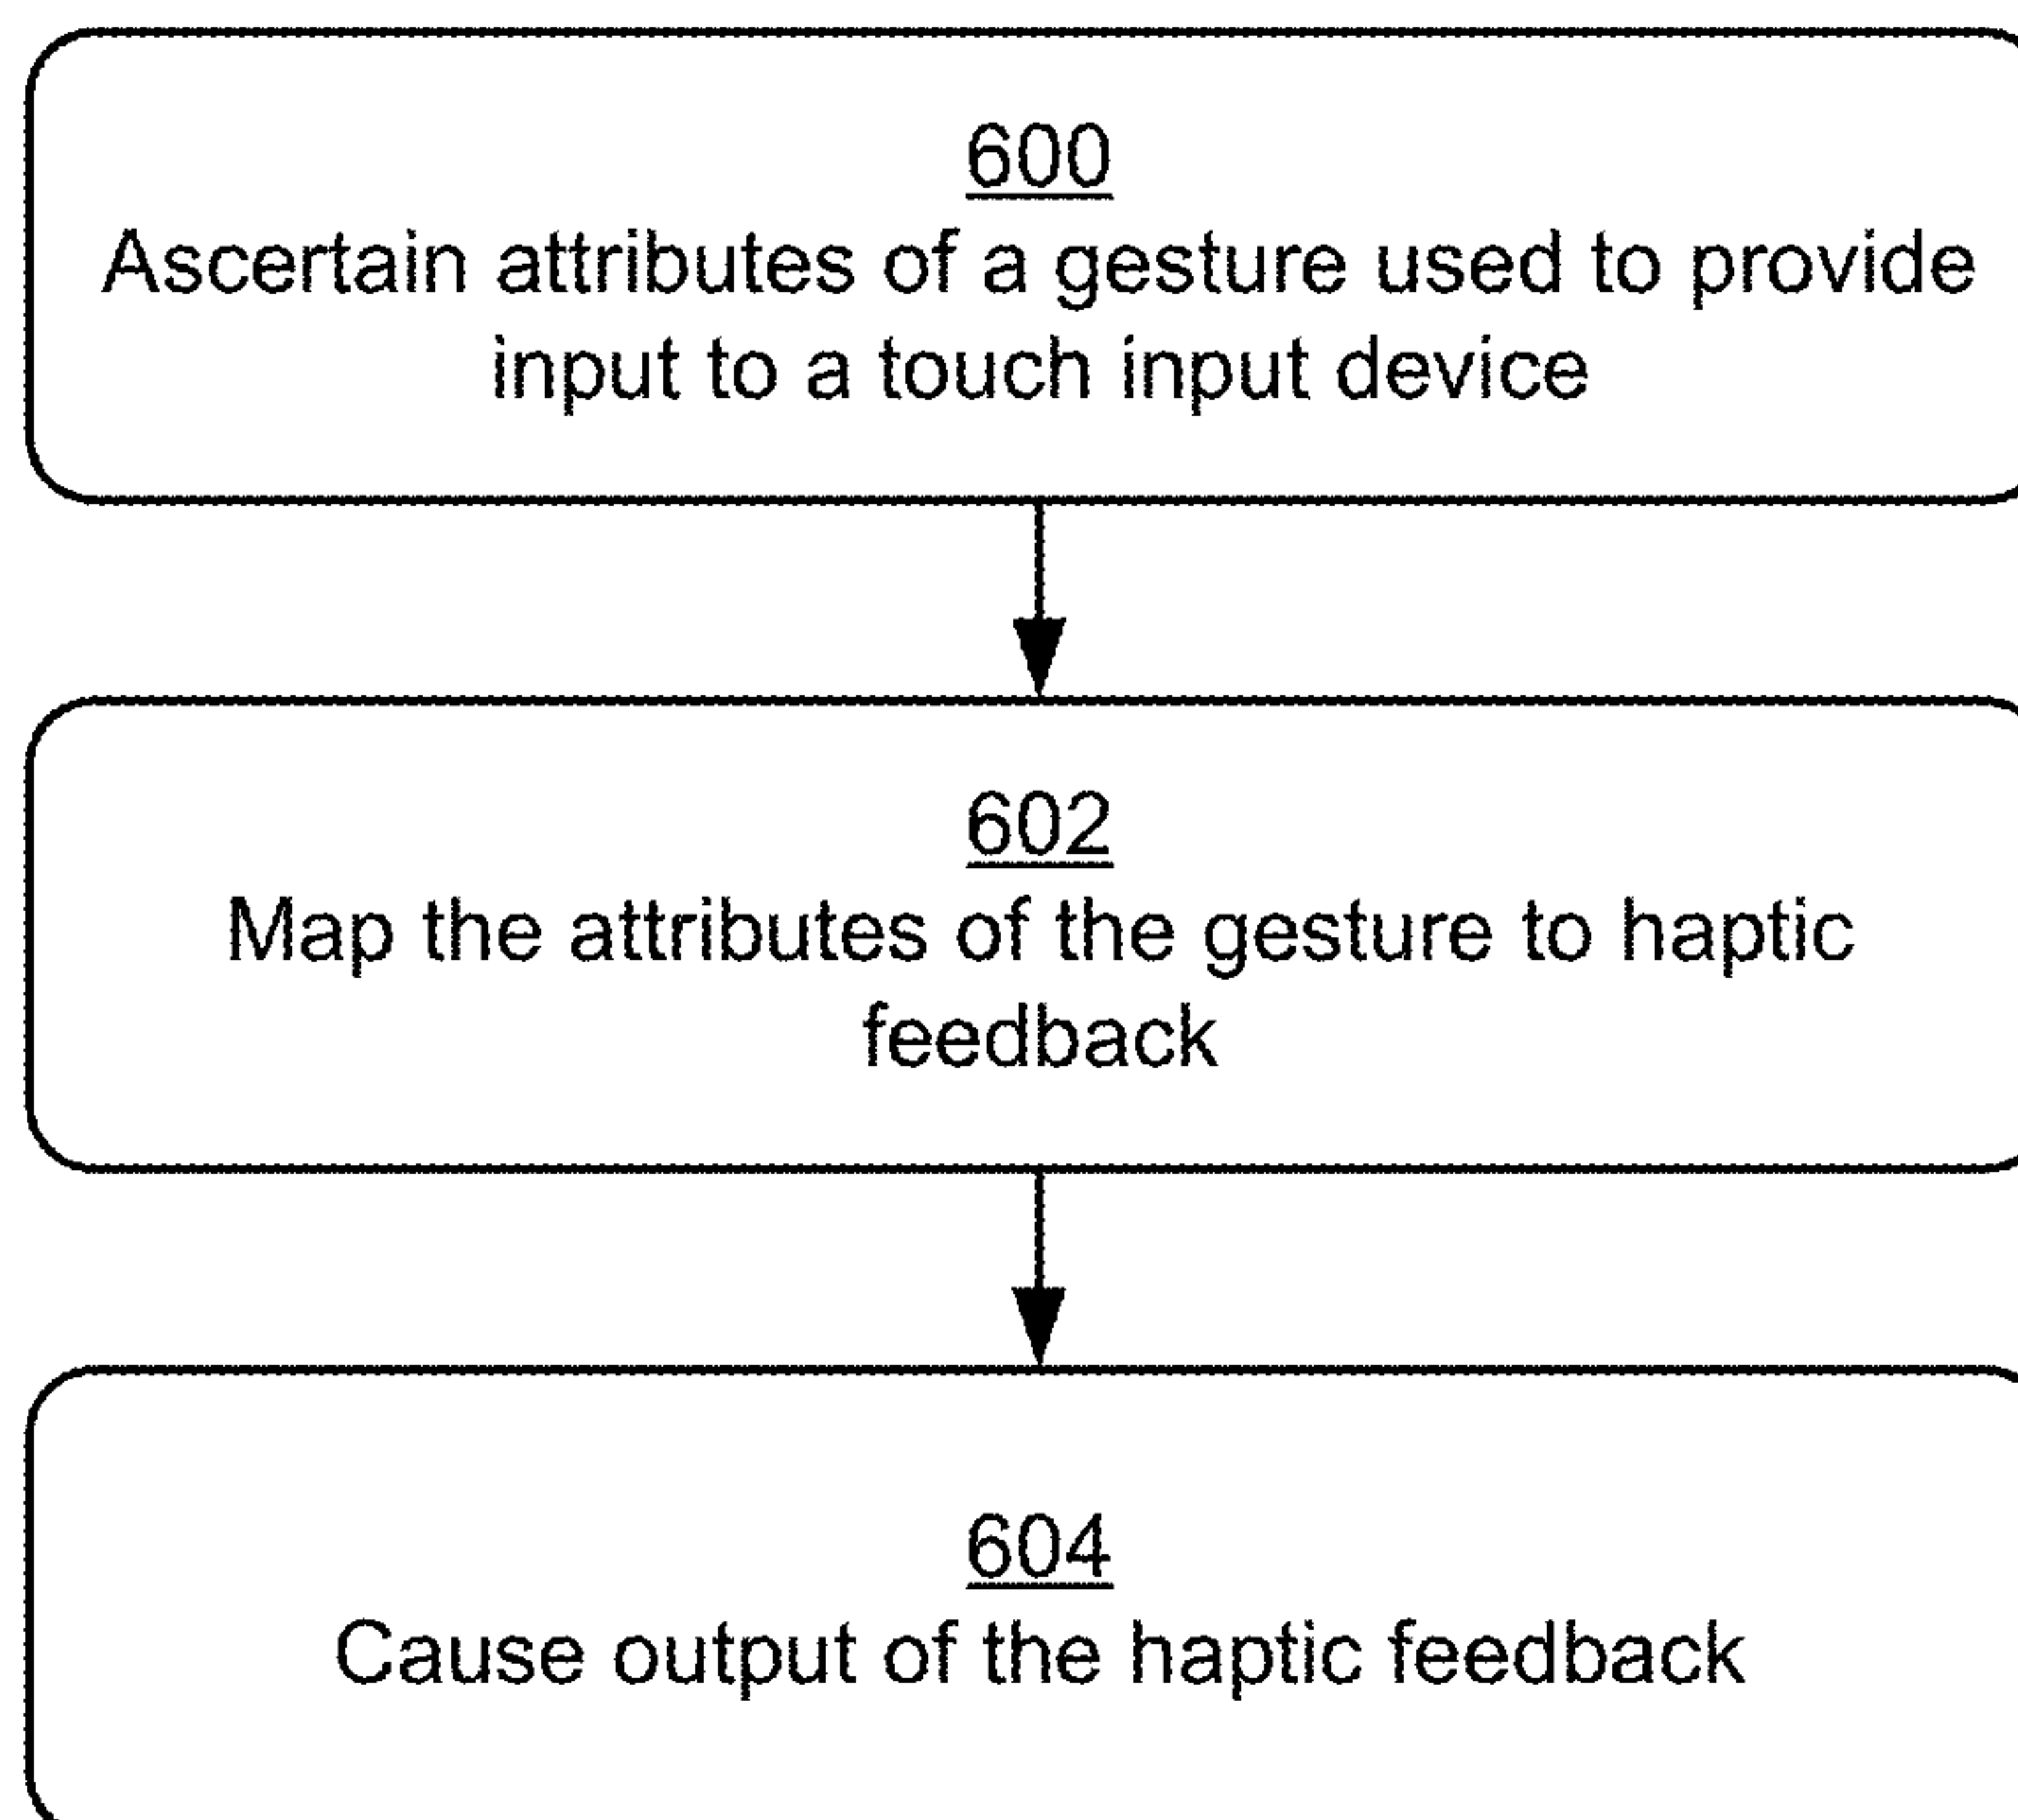 600
Ascertain attributes of a gesture used to provide
input to a touch input device
602
Map the attributes of the gesture to haptic
feedback
604
Cause output of the haptic feedback